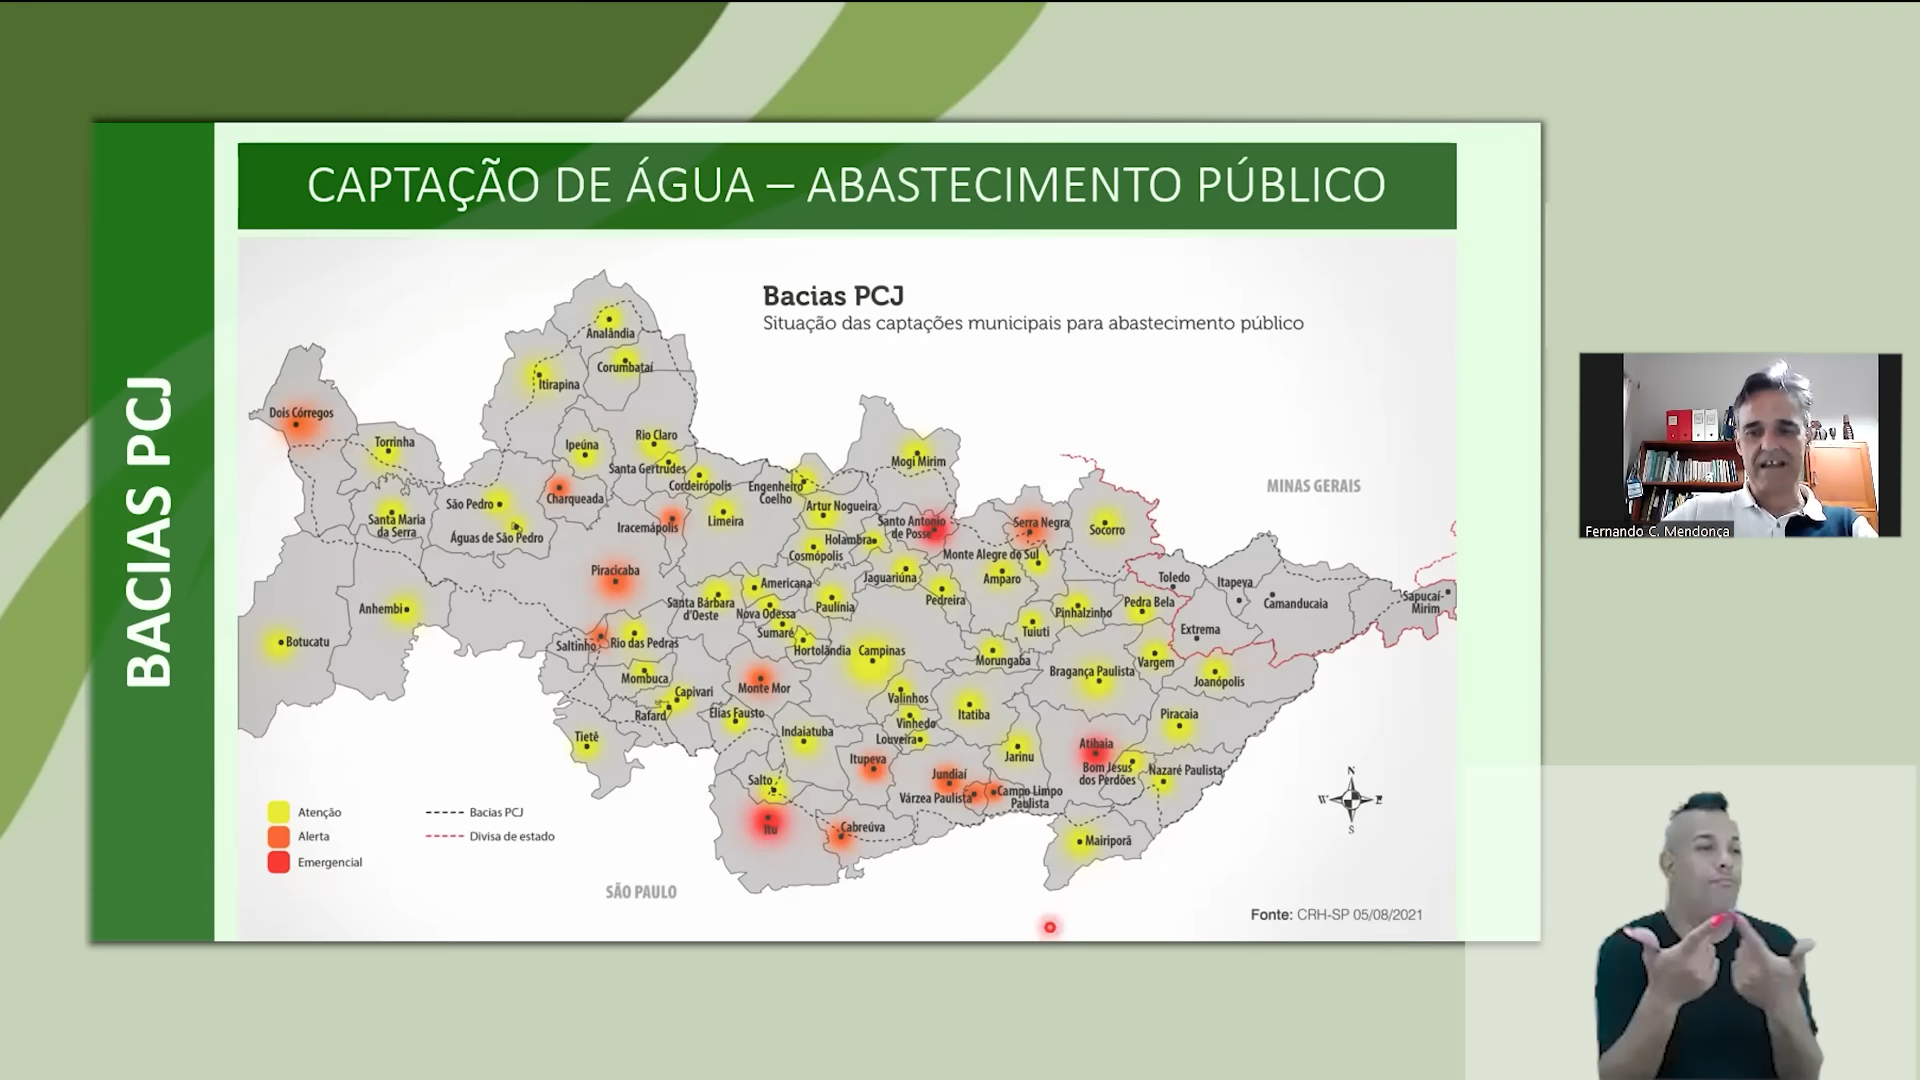 CAPTAÇÃO DE ÁGUA – ABASTECIMENTO PÚBLICO
BACIAS PCJ
Bacias PCJ
Situação das captações municipais para abastecimento público
Analândia
Corumbataí
Itirapina
Dois Córregos
Torrinha
Ipeúna
Rio Claro
Santa Gertrudes
Cordeirópolis
Engenheiro
Coelho
Mogi Mirim
MINAS GERAIS
São Pedro
Charqueada
Santa Maria
da Serra
Águas de São Pedro
Iracemápolis
Limeira
Artur Nogueira
Santo Antonio
de Posse
Holambra
Cosmópolis
Serra Negra
Socorro
Monte Alegre do Sul
Piracicaba
Americana
Jaguariúna
Amparo
Toledo
Itapeva
Camanducaia
Sapucaí-
Mirim
Anhembi
Santa Bárbara
d'Oeste
Nova Odessa
Paulínia
Pedreira
Pinhalzinho
Pedra Bela
Botucatu
Saltinho
Rio das Pedras
Sumaré
Hortolândia
Campinas
Tuiuti
Extrema
Morungaba
Vargem
Mombuca
Monte Mor
Bragança Paulista
Joanópolis
Capivari
Rafard
Elias Fausto
Valinhos
Itatiba
Vinhedo
Piracaia
Tietê
Indaiatuba
Louveira
Jarinu
Atibaia
Itupeva
Bom Jesus
dos Perdões
Nazaré Paulista
Salto
Jundiaí
Várzea Paulista
Campo Limpo
Paulista
Itu
Cabreúva
Mairiporã
N
W
E
S
Atenção
Alerta
Emergencial
Bacias PCJ
Divisa de estado
SÃO PAULO
Fonte: CRH-SP 05/08/2021
Fernando C. Mendonça